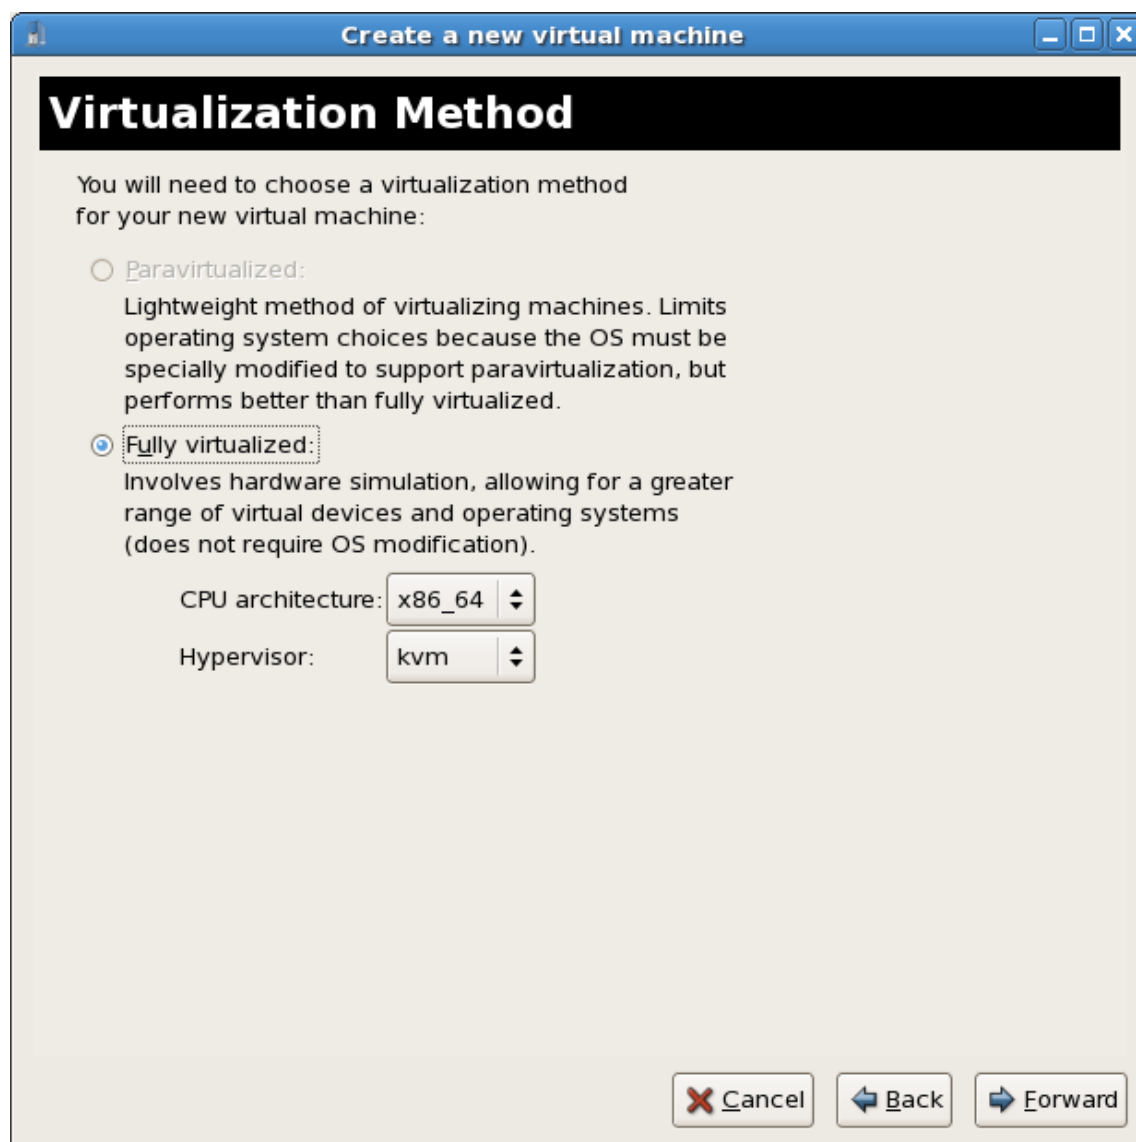 Create a new virtual machine
Virtualization Method
You will need to choose a virtualization method
for your new virtual machine:
Paravirtualized:
Lightweight method of virtualizing machines. Limits
operating system choices because the OS must be
specially modified to support paravirtualization, but
performs better than fully virtualized.
Fully virtualized:
Involves hardware simulation, allowing for a greater
range of virtual devices and operating systems
(does not require OS modification).
CPU architecture: x86_64
Hypervisor: kvm
Cancel Back Forward